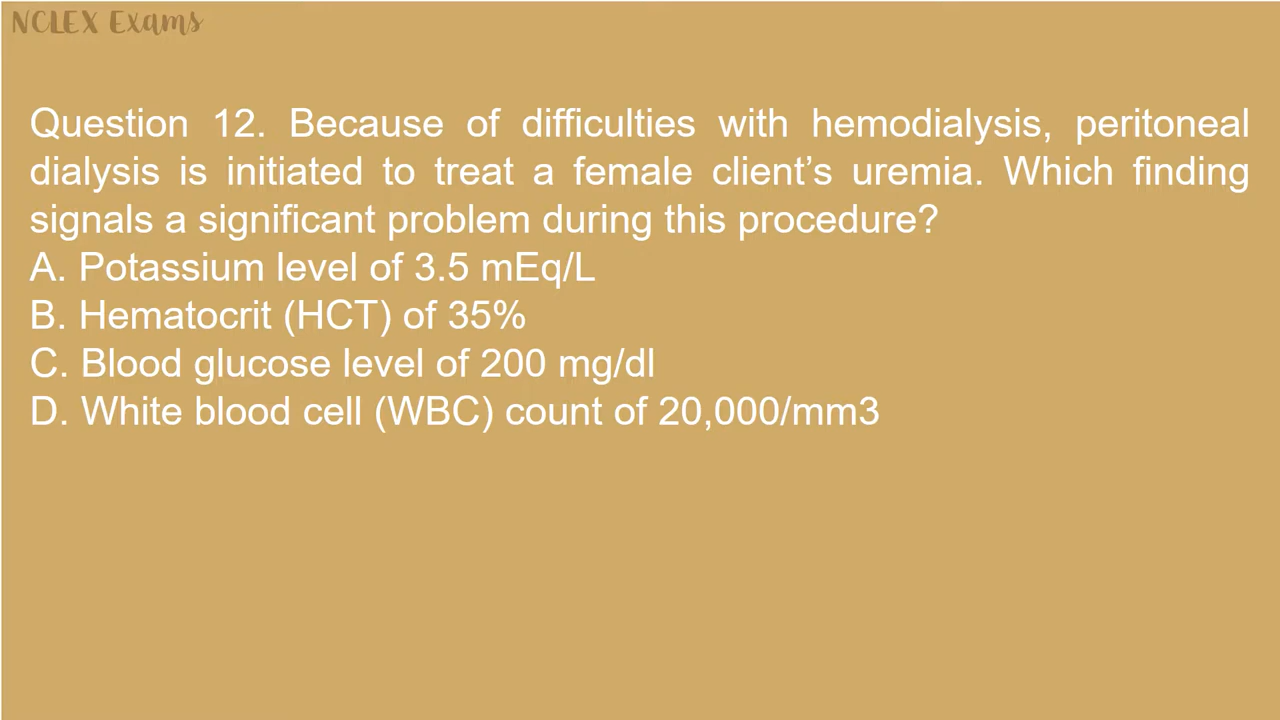 NCLEX Exams
Question 12. Because of difficulties with hemodialysis, peritoneal
dialysis is initiated to treat a female client’s uremia. Which finding
signals a significant problem during this procedure?
A. Potassium level of 3.5 mEq/L
B. Hematocrit (HCT) of 35%
C. Blood glucose level of 200 mg/dl
D. White blood cell (WBC) count of 20,000/mm3